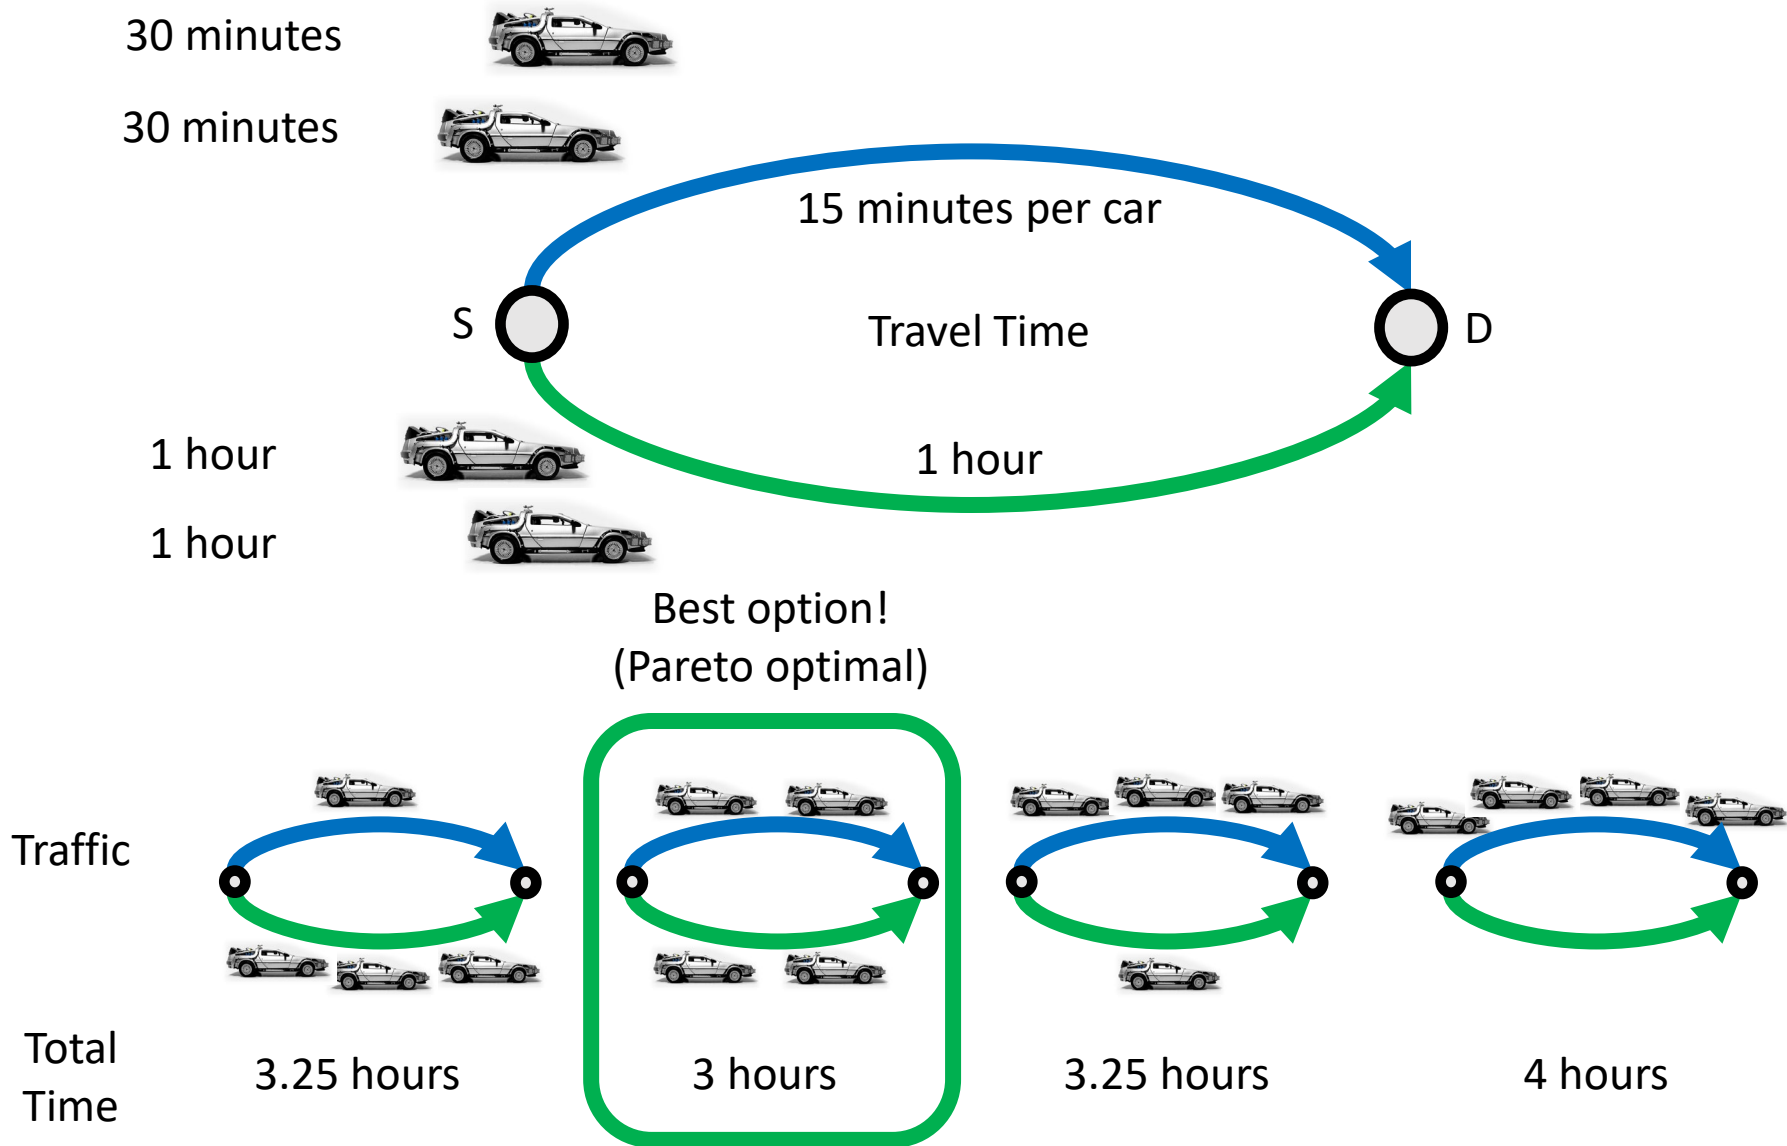 30 minutes
30 minutes
15 minutes per car
S
Travel Time
D
1 hour
1 hour
1 hour
Best option!
(Pareto optimal)
Traffic
Total
Time
3.25 hours
3 hours
3.25 hours
4 hours